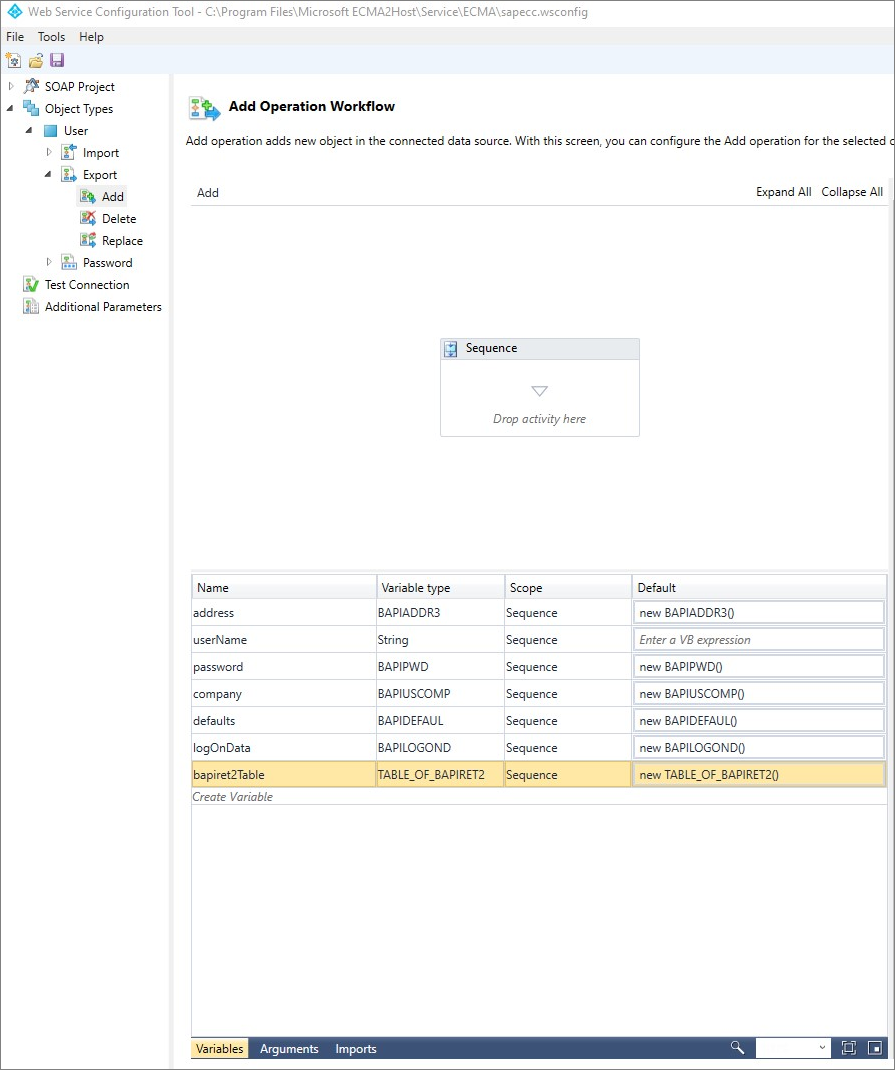 Web Service Configuration Tool - C:\Program Files\Microsoft ECMA2Host\Service\ECMA\sapecc.wsconfig
File Tools Help
SOAP Project
Object Types
User
Import
Export
Add
Delete
Replace
Password
Test Connection
Additional Parameters
Add Operation Workflow
Add operation adds new object in the connected data source. With this screen, you can configure the Add operation for the selected
Add Expand All Collapse All
Sequence
Drop activity here
Name Variable type Scope Default
address BAPIADDR3 Sequence new BAPIADDR3()
userName String Sequence Enter a VB expression
password BAPIPWD Sequence new BAPIPWD()
company BAPIUSCOMP Sequence new BAPIUSCOMP()
defaults BAPIDEFAUL Sequence new BAPIDEFAUL()
logOnData BAPILOGOND Sequence new BAPILOGOND()
bapiret2Table TABLE_OF_BAPIRET2 Sequence new TABLE_OF_BAPIRET2()
Create Variable
Variables Arguments Imports